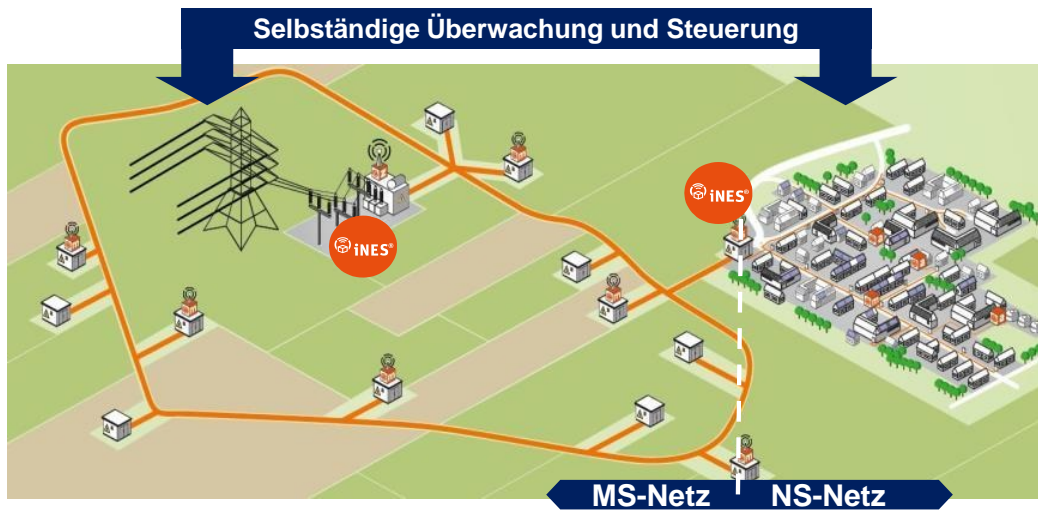 Selbständige Überwachung und Steuerung
iNES®
iNES®
MS-Netz NS-Netz